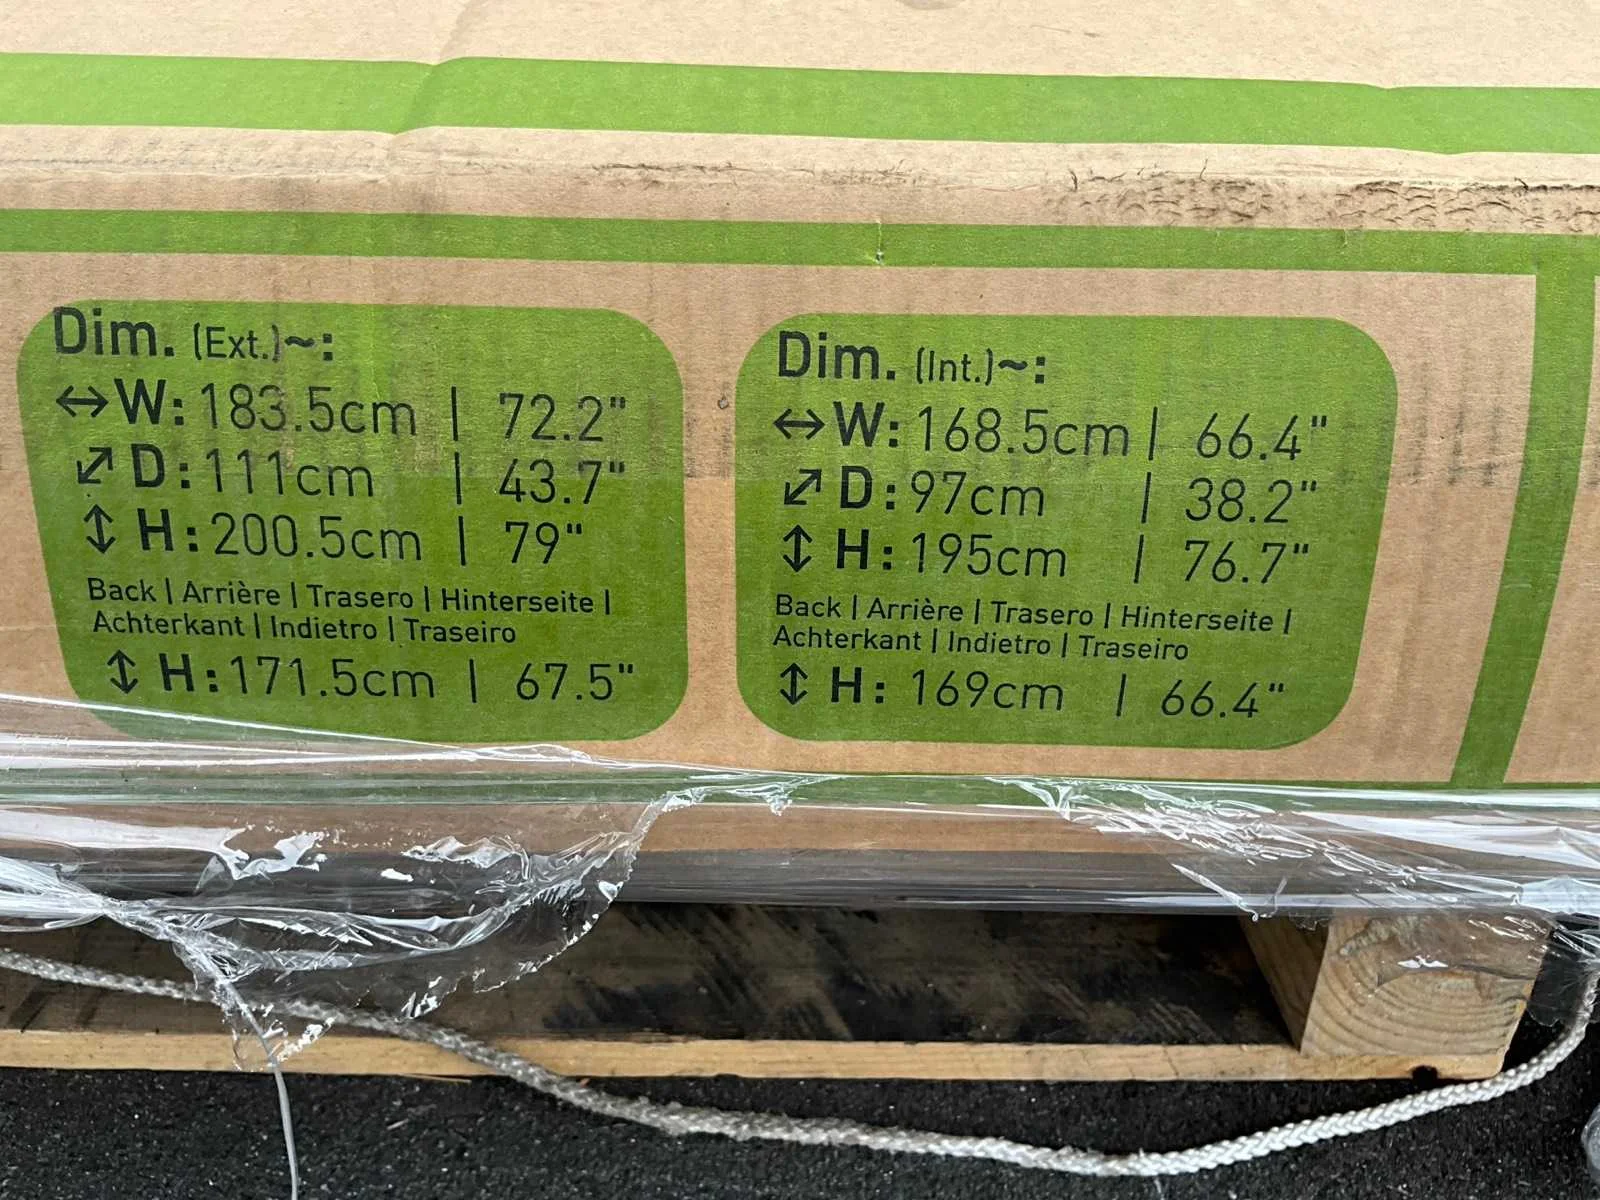 Dim. (Ext.)~:
↔W: 183.5cm | 72.2"
⤢ D: 111cm | 43.7"
↕ H: 200.5cm | 79"
Back | Arrière | Trasero | Hinterseite |
Achterkant | Indietro | Traseiro
↕ H: 171.5cm | 67.5"
Dim. (Int.)~:
↔W: 168.5cm | 66.4"
⤢ D: 97cm | 38.2"
↕ H: 195cm | 76.7"
Back | Arrière | Trasero | Hinterseite |
Achterkant | Indietro | Traseiro
↕ H: 169cm | 66.4"